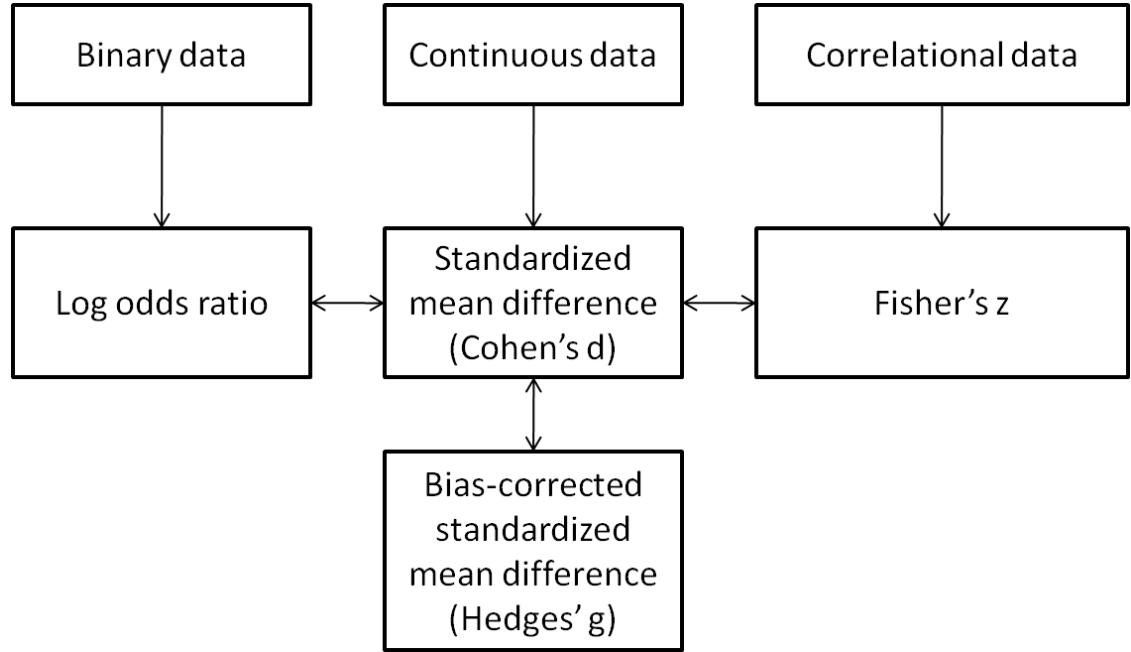 Binary data
Continuous data
Correlational data
Log odds ratio
Standardized
mean difference
(Cohen’s d)
Fisher’s z
Bias-corrected
standardized
mean difference
(Hedges’ g)